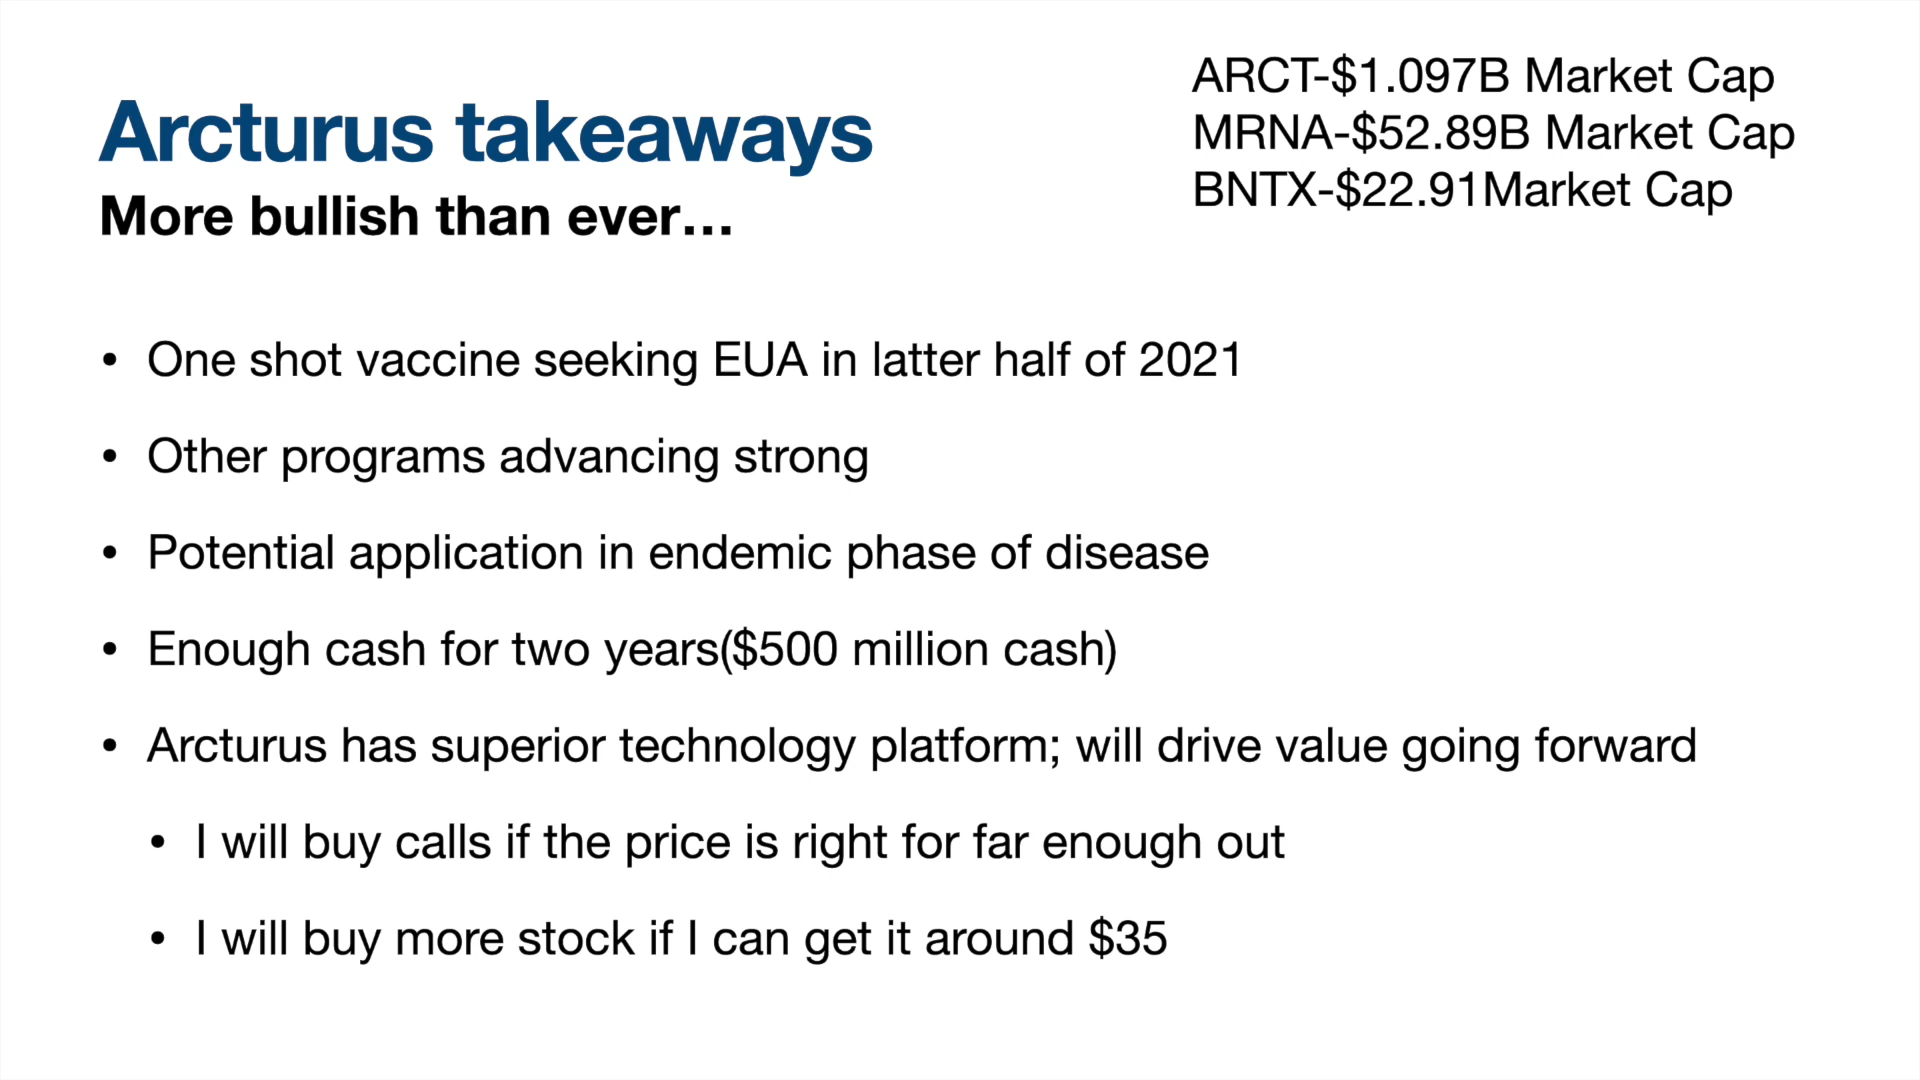 Arcturus takeaways
More bullish than ever…
ARCT-$1.097B Market Cap
MRNA-$52.89B Market Cap
BNTX-$22.91Market Cap
• One shot vaccine seeking EUA in latter half of 2021
• Other programs advancing strong
• Potential application in endemic phase of disease
• Enough cash for two years($500 million cash)
• Arcturus has superior technology platform; will drive value going forward
• I will buy calls if the price is right for far enough out
• I will buy more stock if I can get it around $35